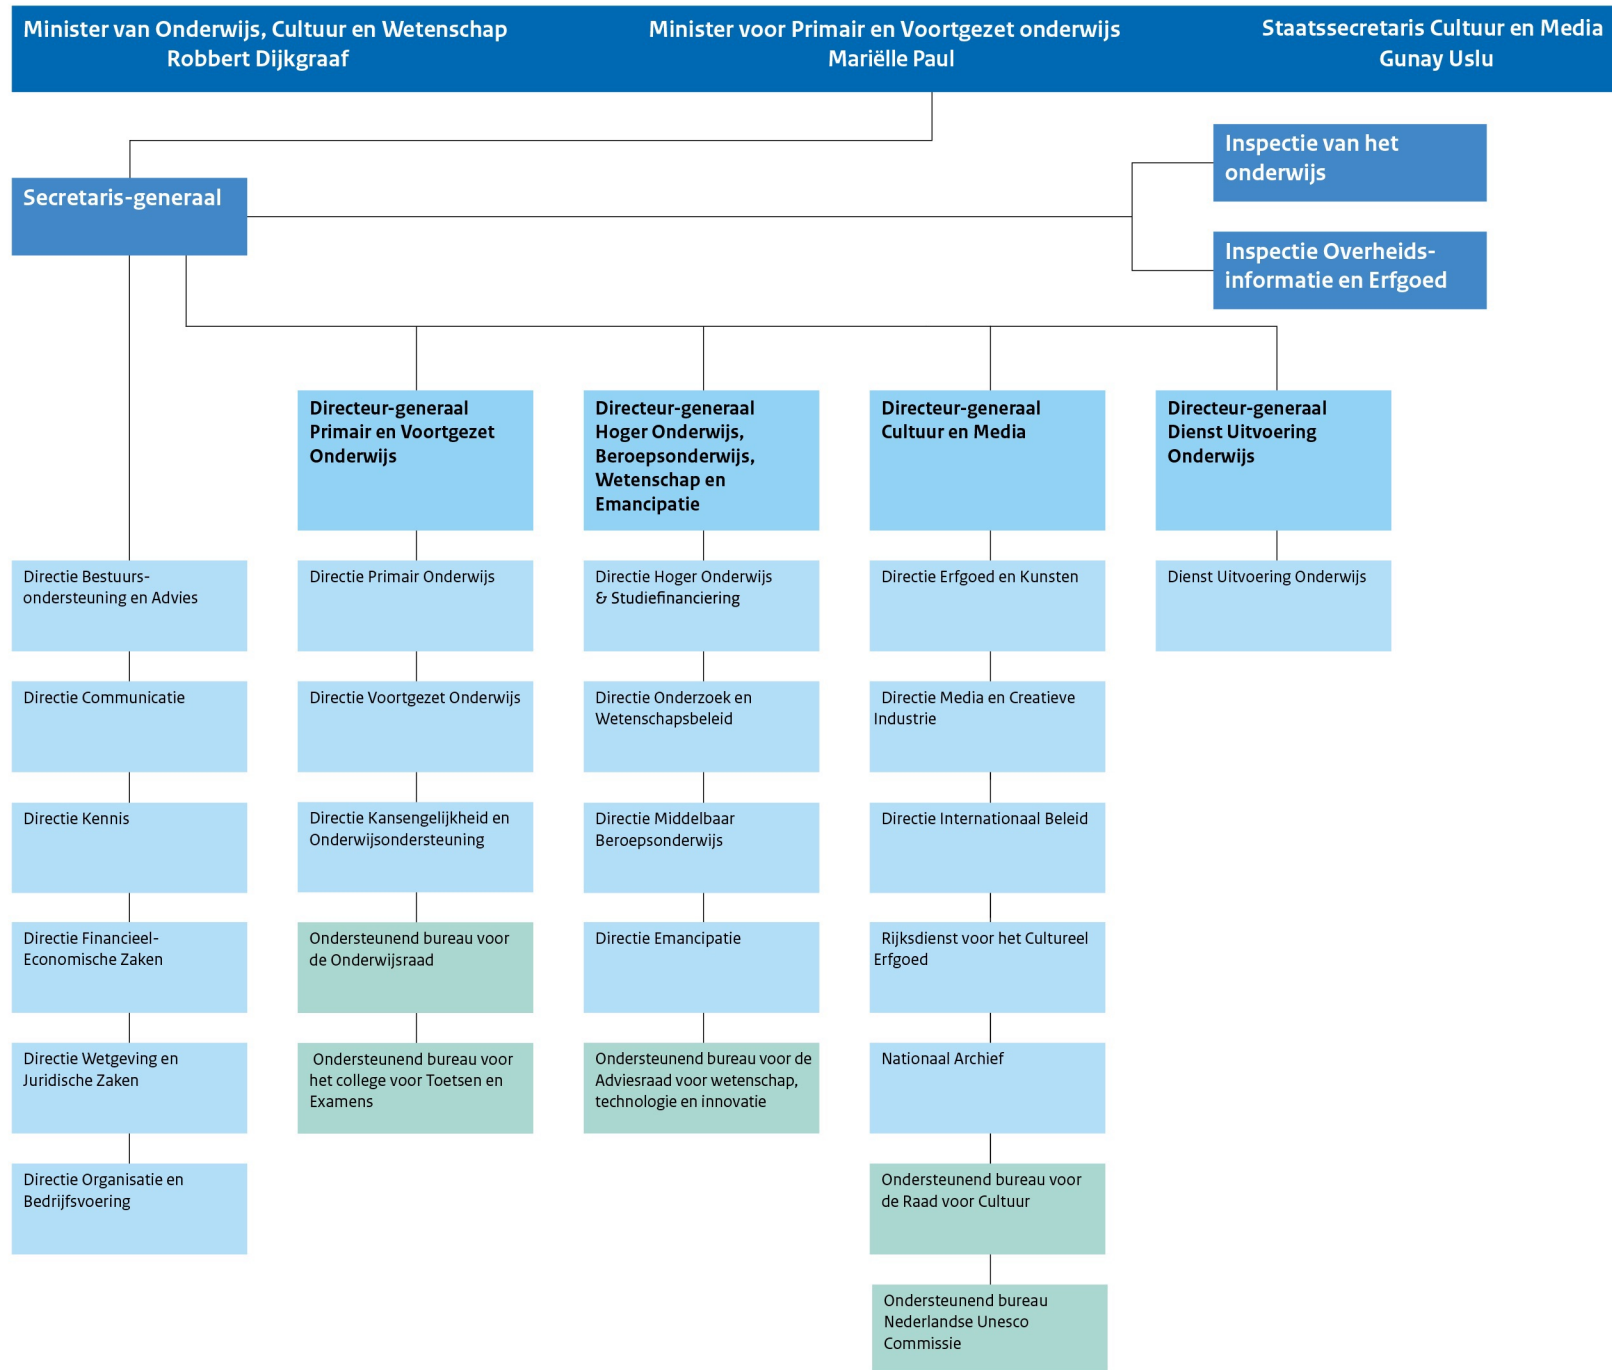 Minister van Onderwijs, Cultuur en Wetenschap
Robbert Dijkgraaf
Minister voor Primair en Voortgezet onderwijs
Mariëlle Paul
Staatssecretaris Cultuur en Media
Gunay Uslu
Secretaris-generaal
Inspectie van het
onderwijs
Inspectie Overheids-
informatie en Erfgoed
Directie Bestuurs-
ondersteuning en Advies
Directie Communicatie
Directie Kennis
Directie Financieel-
Economische Zaken
Directie Wetgeving en
Juridische Zaken
Directie Organisatie en
Bedrijfsvoering
Directeur-generaal
Primair en Voortgezet
Onderwijs
Directie Primair Onderwijs
Directie Voortgezet Onderwijs
Directie Kansengelijkheid en
Onderwijsondersteuning
Ondersteunend bureau voor
de Onderwijsraad
Ondersteunend bureau voor
het college voor Toetsen en
Examens
Directeur-generaal
Hoger Onderwijs,
Beroepsonderwijs,
Wetenschap en
Emancipatie
Directie Hoger Onderwijs
& Studiefinanciering
Directie Onderzoek en
Wetenschapsbeleid
Directie Middelbaar
Beroepsonderwijs
Directie Emancipatie
Ondersteunend bureau voor de
Adviesraad voor wetenschap,
technologie en innovatie
Directeur-generaal
Cultuur en Media
Directie Erfgoed en Kunsten
Directie Media en Creatieve
Industrie
Directie Internationaal Beleid
Rijksdienst voor het Cultureel
Erfgoed
Nationaal Archief
Ondersteunend bureau voor
de Raad voor Cultuur
Ondersteunend bureau
Nederlandse Unesco
Commissie
Directeur-generaal
Dienst Uitvoering
Onderwijs
Dienst Uitvoering Onderwijs